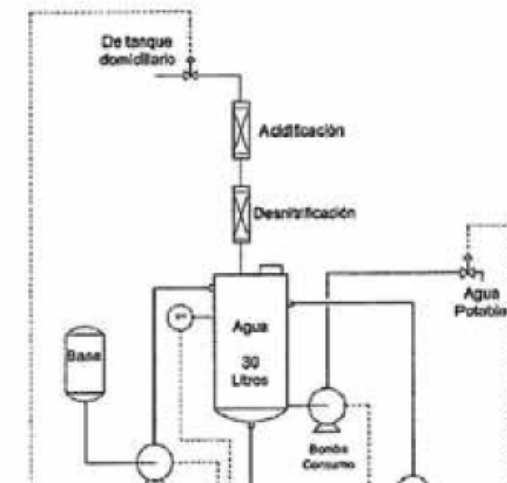 De tanque
domiciliario
Acidificación
Desnitrificación
Agua
Potable
Agua
30
Litros
Base
Bomba
Consumo